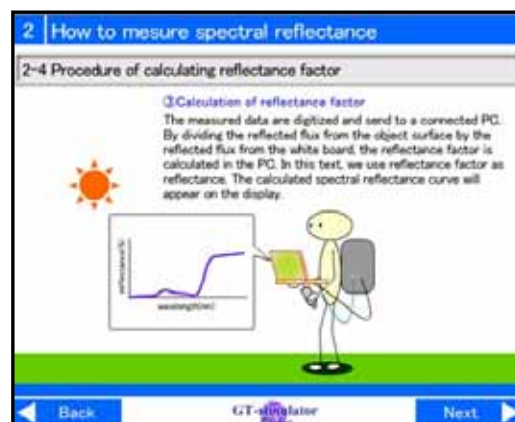 2 How to mesure spectral reflectance
2-4 Procedure of calculating reflectance factor
③Calculation of reflectance factor
The measured data are digitized and send to a connected PC.
By dividing the reflected flux from the object surface by the
reflected flux from the white board, the reflectance factor is
calculated in the PC. In this text, we use reflectance factor as
reflectance. The calculated spectral reflectance curve will
appear on the display.
reflectance(%)
wavelength(nm)
Back
GT-simulator
Next